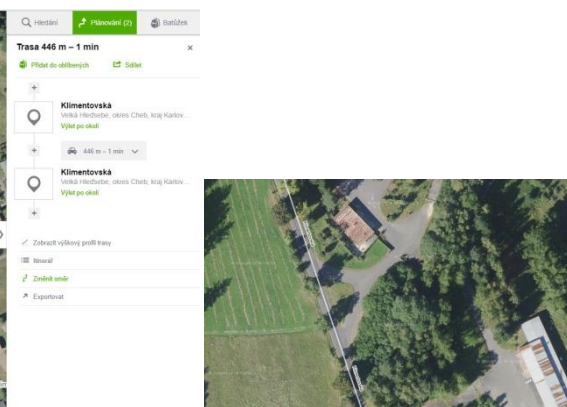 Hledání
Plánování (2)
Batůžek
Trasa 446 m – 1 min
×
Přidat do oblíbených
Sdílet
+
Klimentovská
Velká Hleďsebe, okres Cheb, kraj Karlov...
Výlet po okolí
+
446 m – 1 min
Klimentovská
Velká Hleďsebe, okres Cheb, kraj Karlov...
Výlet po okolí
+
Zobrazit výškový profil trasy
Itinerář
Změnit směr
Exportovat